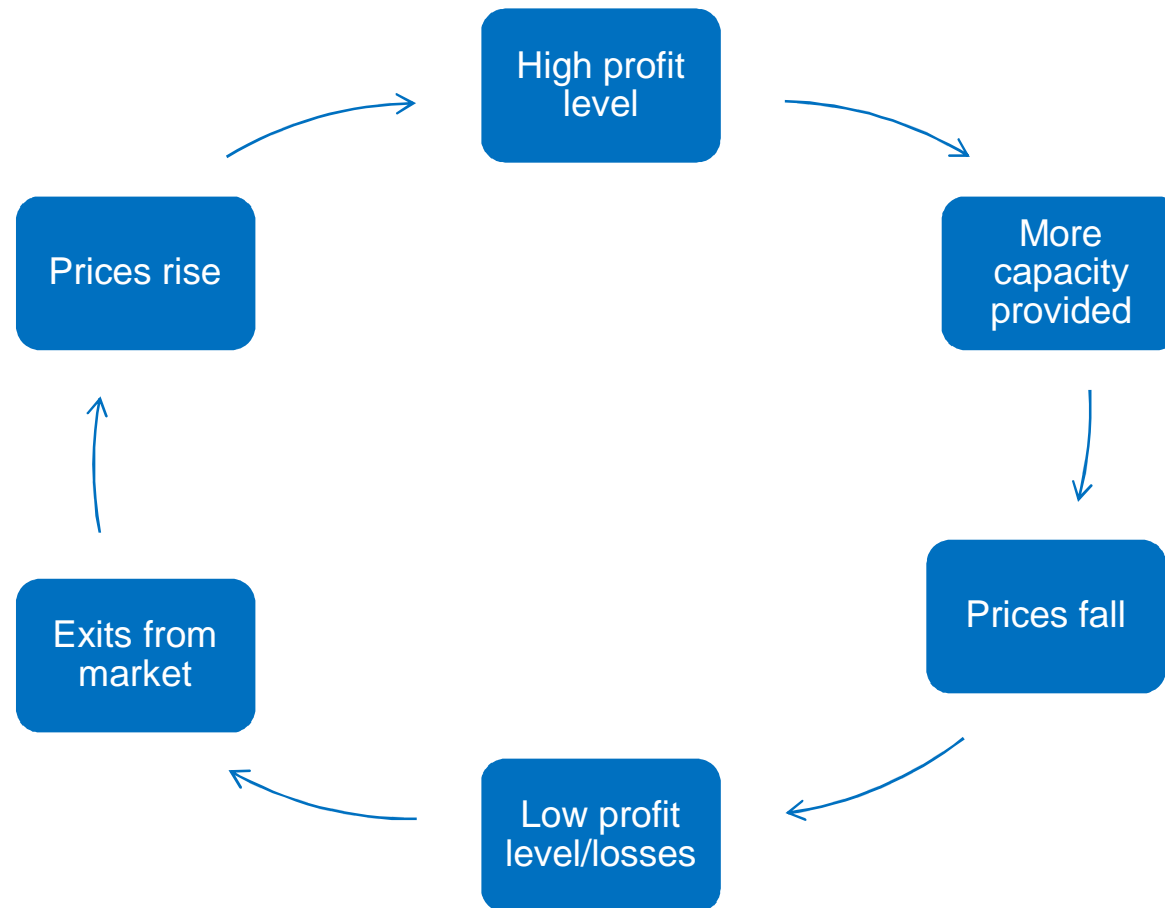 High profit
level
More
capacity
provided
Prices fall
Low profit
level/losses
Exits from
market
Prices rise